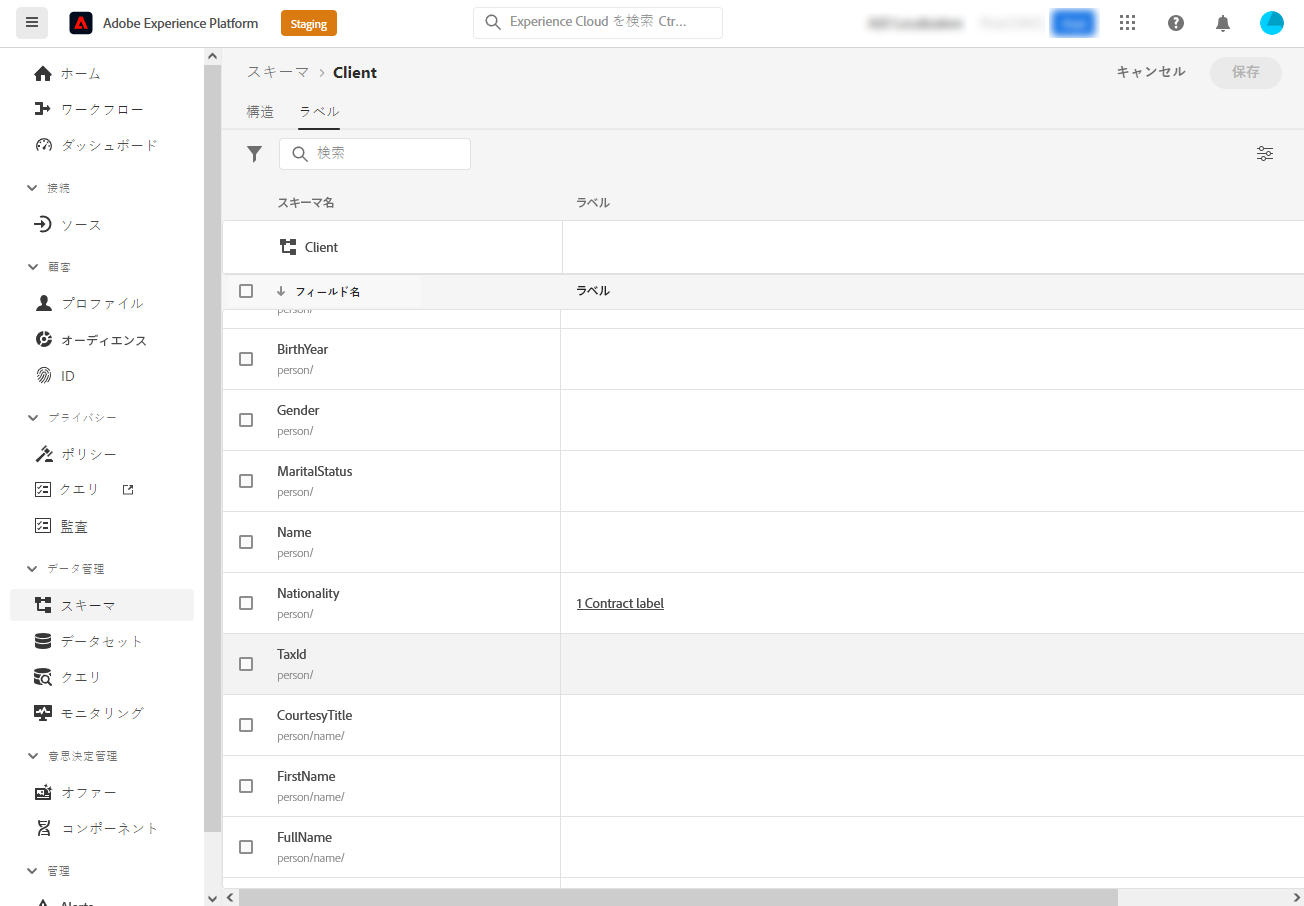 Adobe Experience Platform
Staging
Experience Cloud を検索 Ctr...
ホーム
ワークフロー
ダッシュボード
接続
ソース
顧客
プロファイル
オーディエンス
ID
プライバシー
ポリシー
クエリ
監査
データ管理
スキーマ
データセット
クエリ
モニタリング
意思決定管理
オファー
コンポーネント
管理
Alerts
スキーマ › Client
キャンセル
保存
構造
ラベル
検索
スキーマ名
ラベル
Client
フィールド名
ラベル
person/
BirthYear
person/
Gender
person/
MaritalStatus
person/
Name
person/
Nationality
person/
1 Contract label
TaxId
person/
CourtesyTitle
person/name/
FirstName
person/name/
FullName
person/name/